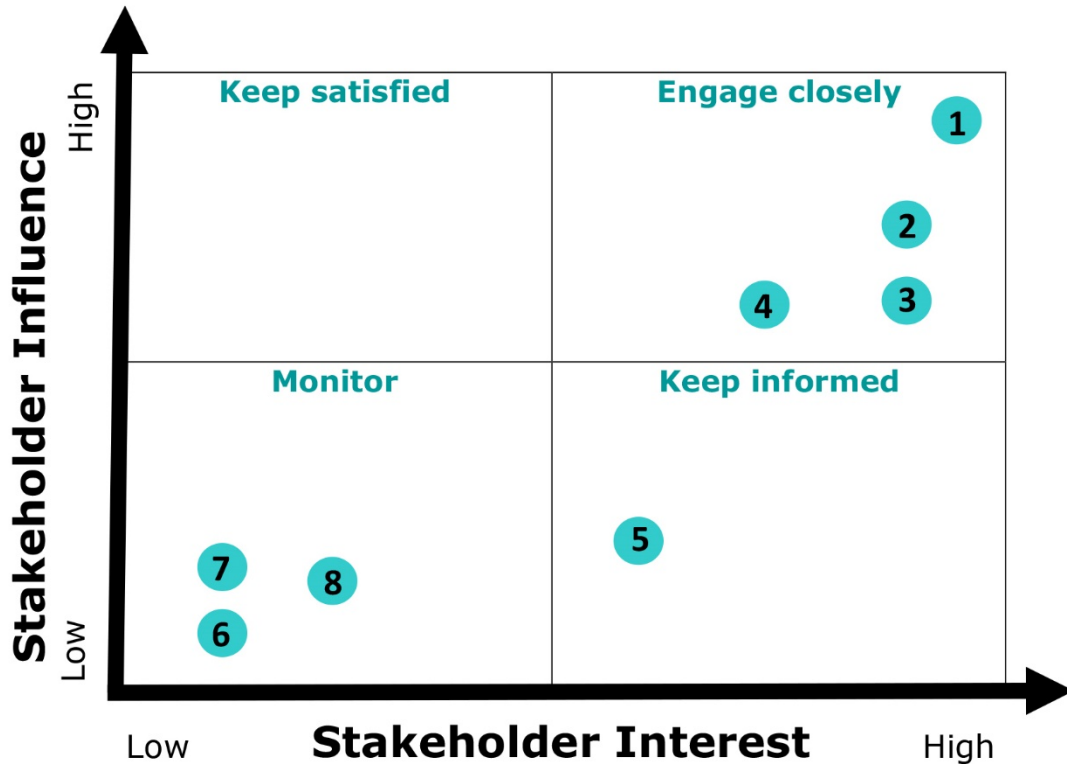 Stakeholder Influence
High
Low
Keep satisfied
Engage closely
1
2
3
4
Monitor
Keep informed
5
7
8
6
Low
Stakeholder Interest
High